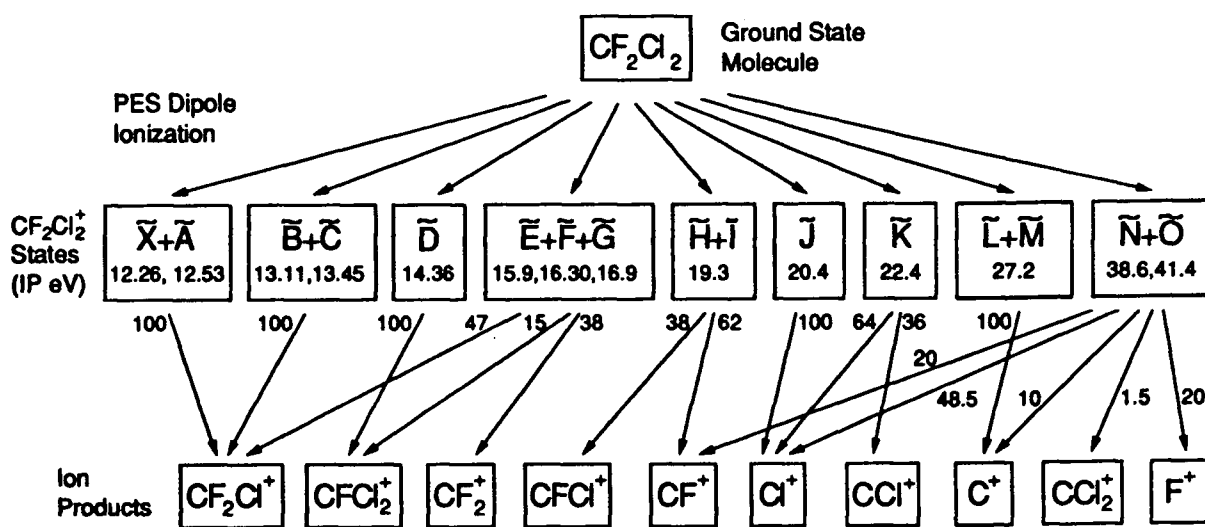 CF₂Cl₂
Ground State
Molecule
PES Dipole
Ionization
CF₂Cl₂⁺
States
(IP eV)
X̃+Ã
12.26, 12.53
B̃+C̃
13.11,13.45
D̃
14.36
Ẽ+F̃+G̃
15.9,16.30,16.9
H̃+Ĩ
19.3
J̃
20.4
K̃
22.4
L̃+M̃
27.2
Ñ+Õ
38.6,41.4
100 100 100 47 15 38 38 62 100 64 36 100
20
48.5 10 1.5 20
Ion
Products
CF₂Cl⁺ CFCl₂⁺ CF₂⁺ CFCl⁺ CF⁺ Cl⁺ CCl⁺ C⁺ CCl₂⁺ F⁺